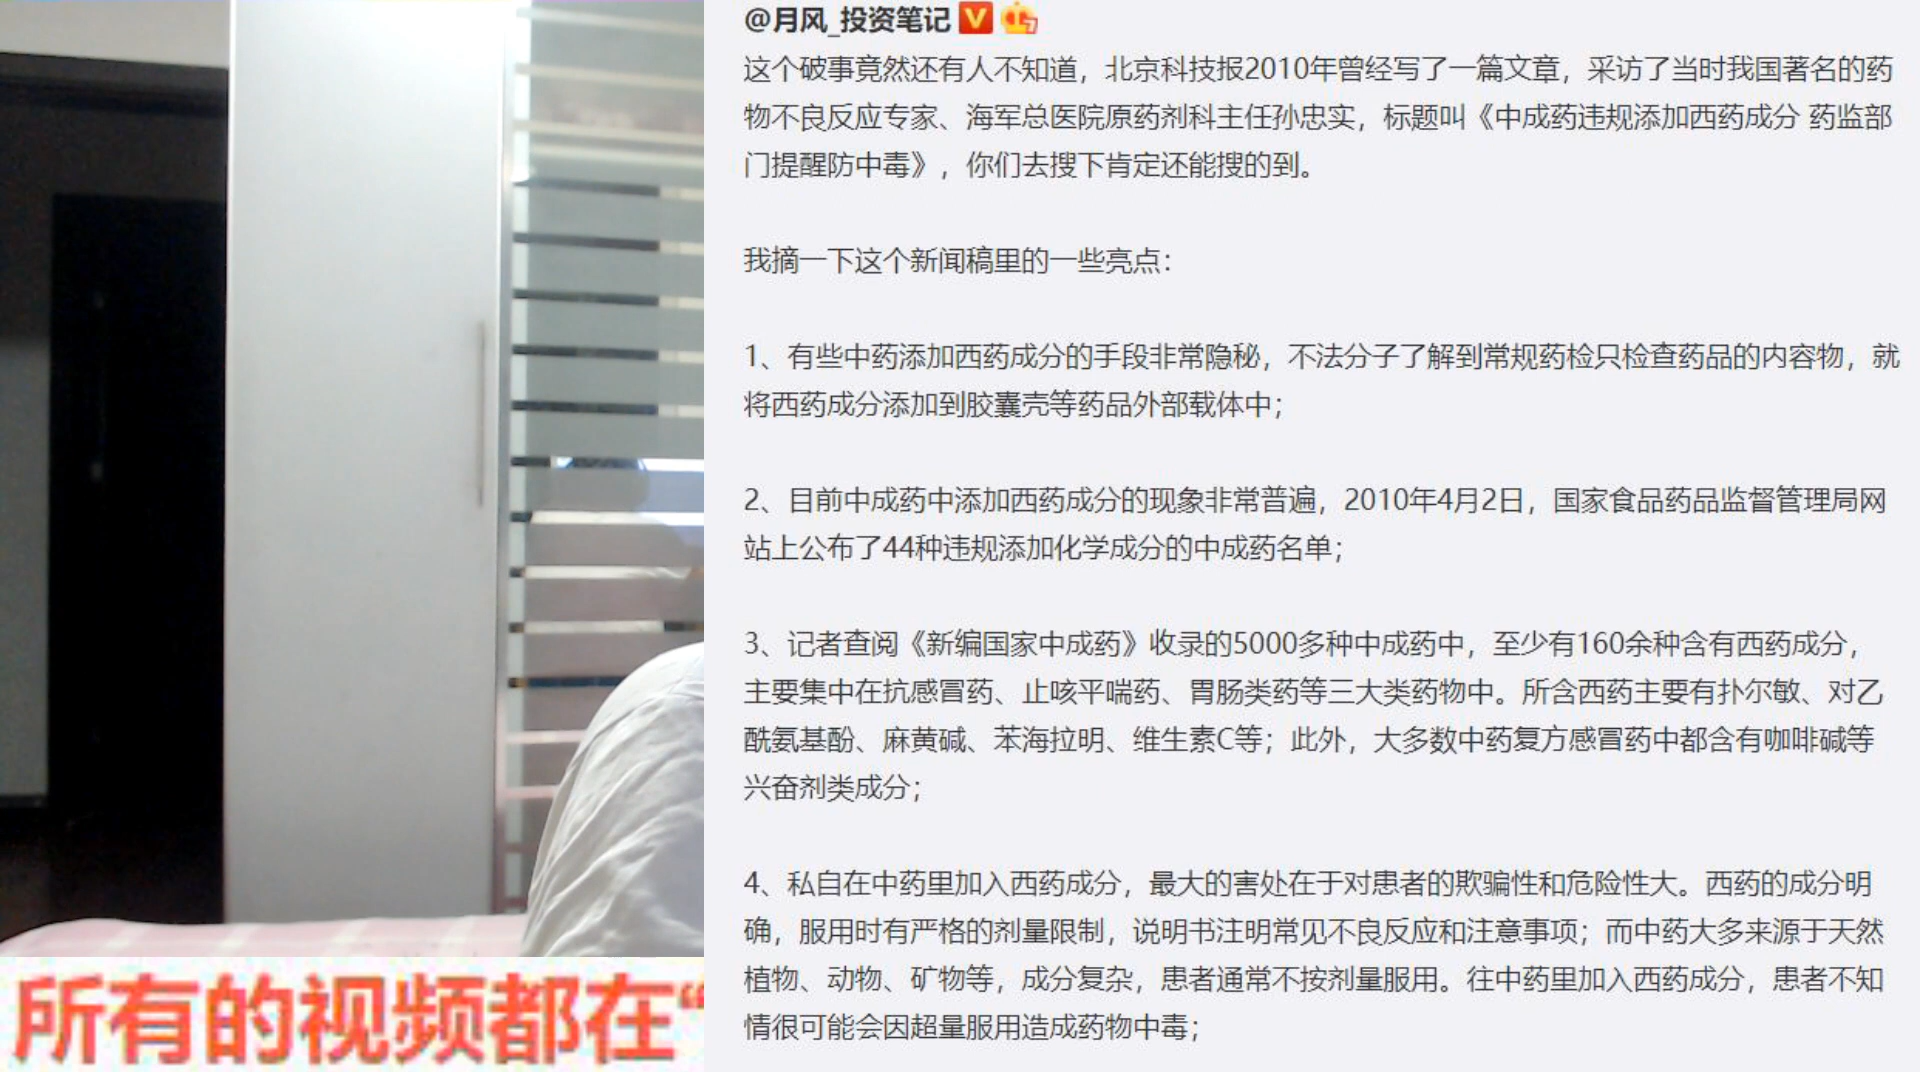 @月风_投资笔记
这个破事竟然还有人不知道，北京科技报2010年曾经写了一篇文章，采访了当时我国著名的药
物不良反应专家、海军总医院原药剂科主任孙忠实，标题叫《中成药违规添加西药成分 药监部
门提醒防中毒》，你们去搜下肯定还能搜的到。
我摘一下这个新闻稿里的一些亮点：
1、有些中药添加西药成分的手段非常隐秘，不法分子了解到常规药检只检查药品的内容物，就
将西药成分添加到胶囊壳等药品外部载体中；
2、目前中成药中添加西药成分的现象非常普遍，2010年4月2日，国家食品药品监督管理局网
站上公布了44种违规添加化学成分的中成药名单；
3、记者查阅《新编国家中成药》收录的5000多种中成药中，至少有160余种含有西药成分，
主要集中在抗感冒药、止咳平喘药、胃肠类药等三大类药物中。所含西药主要有扑尔敏、对乙
酰氨基酚、麻黄碱、苯海拉明、维生素C等；此外，大多数中药复方感冒药中都含有咖啡碱等
兴奋剂类成分；
4、私自在中药里加入西药成分，最大的害处在于对患者的欺骗性和危险性大。西药的成分明
确，服用时有严格的剂量限制，说明书注明常见不良反应和注意事项；而中药大多来源于天然
植物、动物、矿物等，成分复杂，患者通常不按剂量服用。往中药里加入西药成分，患者不知
情很可能会因超量服用造成药物中毒；
所有的视频都在“